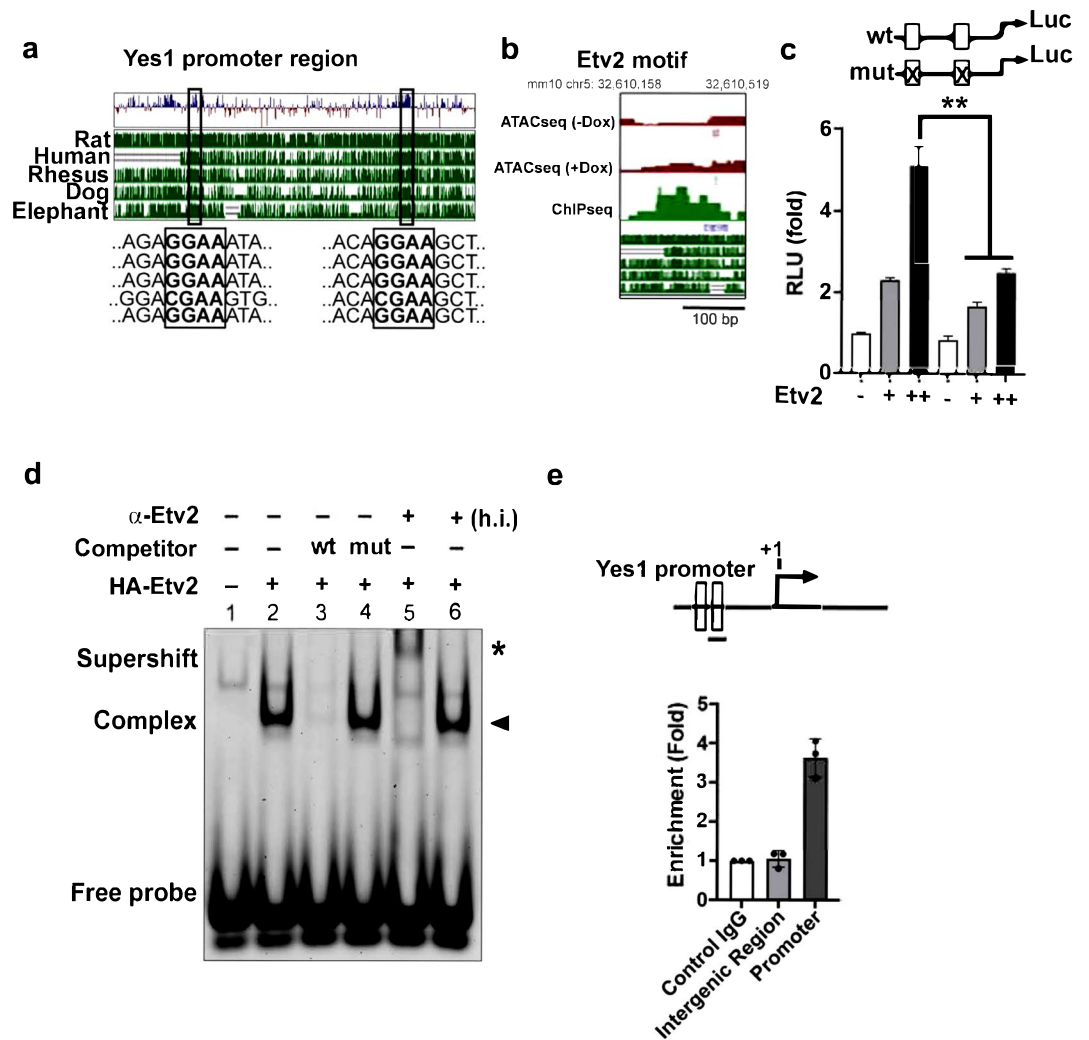 a
Yes1 promoter region
Rat
Human
Rhesus
Dog
Elephant
..AGAGGAAATA.. ..ACAGGAAGCT..
..AGAGGAAATA.. ..ACAGGAAGCT..
..AGAGGAAATA.. ..ACAGGAAGCT..
..GGACGAAGTG.. ..ACACGAAGCT..
..AGAGGAAATA.. ..ACAGGAAGCT..
b
Etv2 motif
mm10 chr5: 32,610,158 32,610,519
ATACseq (-Dox)
ATACseq (+Dox)
ChIPseq
100 bp
c
wt Luc
mut Luc
**
RLU (fold)
6
4
2
0
Etv2 - + ++ - + ++
d
α-Etv2 – – – – + + (h.i.)
Competitor – – wt mut – –
HA-Etv2 – + + + + +
1 2 3 4 5 6
Supershift *
Complex
Free probe
e
+1
Yes1 promoter
Enrichment (Fold)
5
4
3
2
1
0
Control IgG
Intergenic Region
Promoter